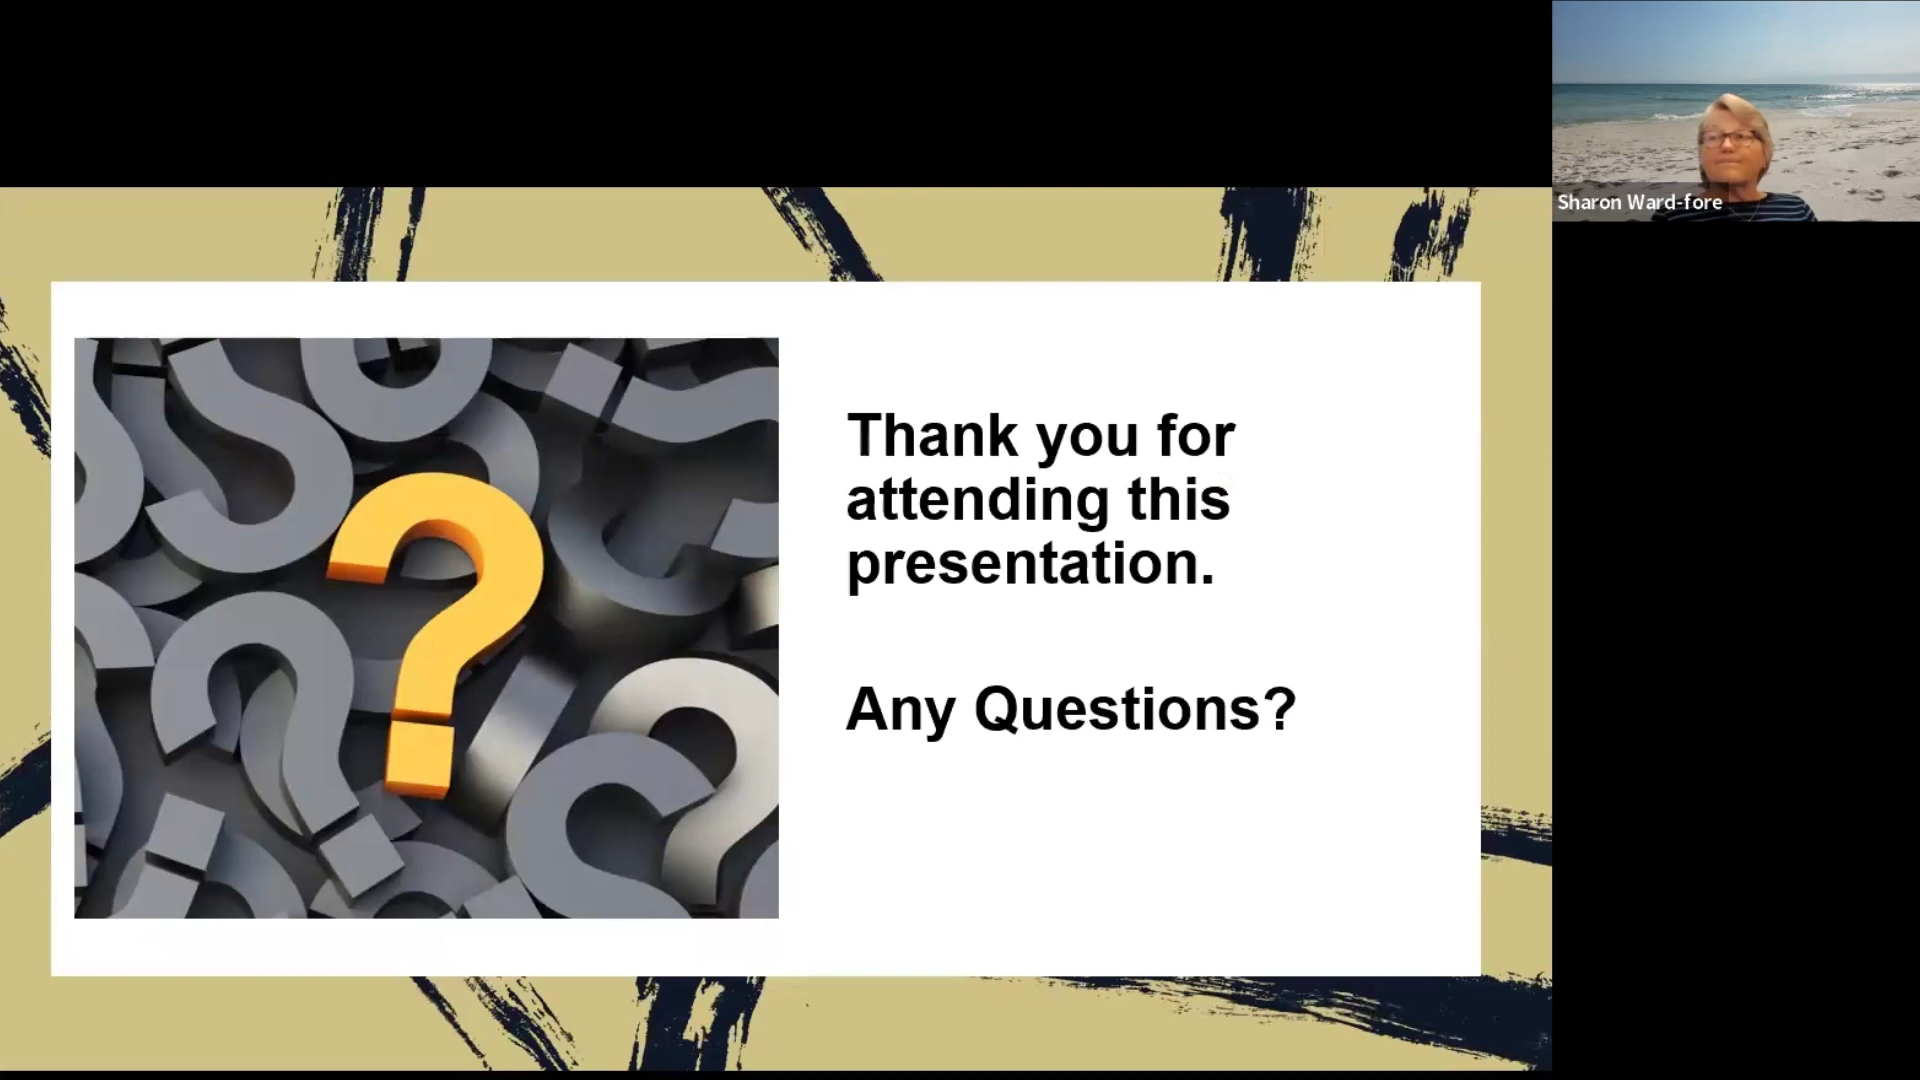 Sharon Ward-fore
Thank you for
attending this
presentation.
Any Questions?